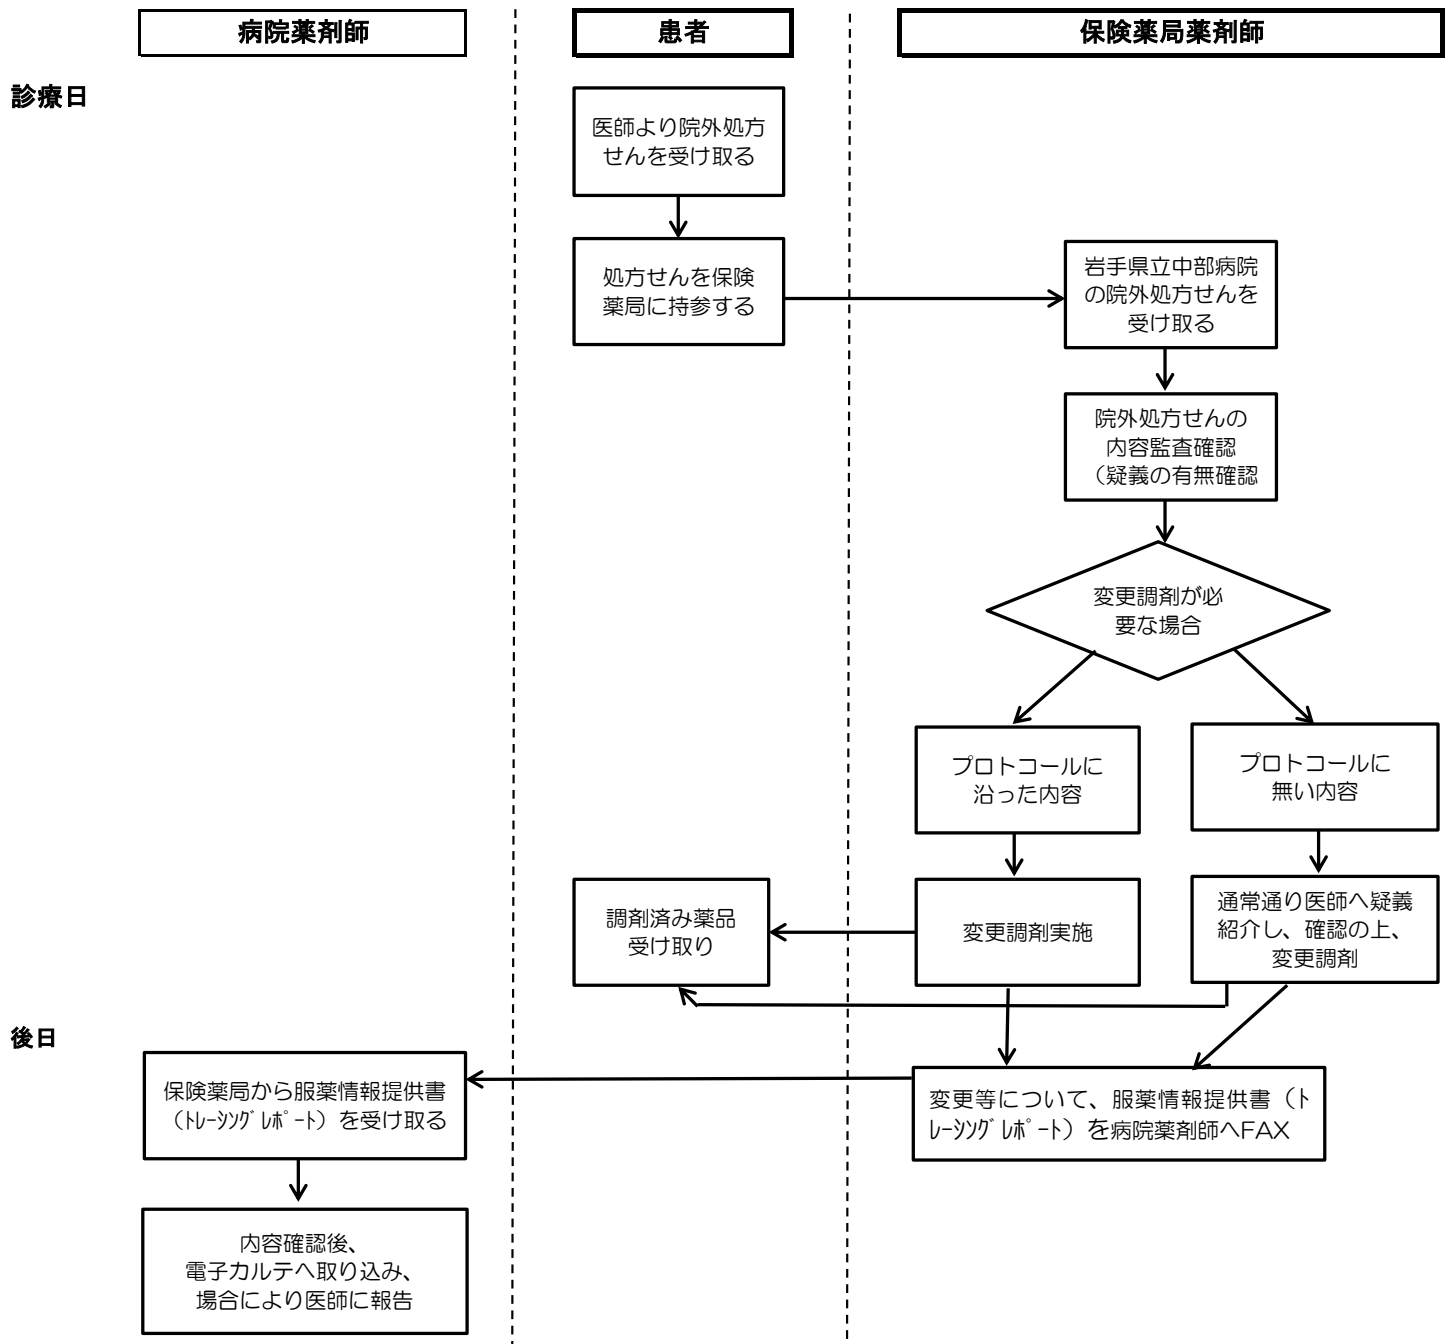 病院薬剤師
患者
保険薬局薬剤師
診療日
医師より院外処方
せんを受け取る
処方せんを保険
薬局に持参する
岩手県立中部病院
の院外処方せんを
受け取る
院外処方せんの
内容監査確認
（疑義の有無確認
変更調剤が必
要な場合
プロトコールに
沿った内容
プロトコールに
無い内容
調剤済み薬品
受け取り
変更調剤実施
通常通り医師へ疑義
紹介し、確認の上、
変更調剤
後日
保険薬局から服薬情報提供書
（ﾄﾚｰｼﾝｸﾞﾚﾎﾟｰﾄ）を受け取る
変更等について、服薬情報提供書（ﾄ
ﾚｰｼﾝｸﾞﾚﾎﾟｰﾄ）を病院薬剤師へFAX
内容確認後、
電子カルテへ取り込み、
場合により医師に報告